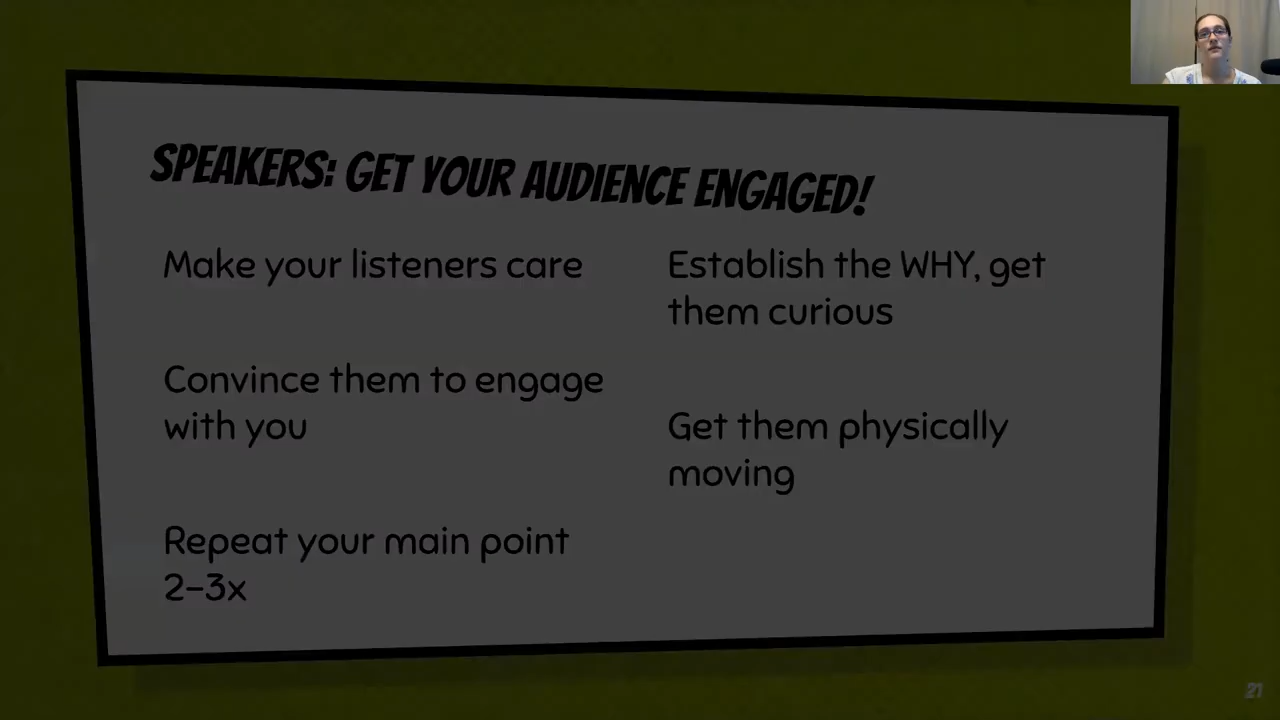 SPEAKERS: GET YOUR AUDIENCE ENGAGED!
Make your listeners care
Convince them to engage
with you
Repeat your main point
2-3x
Establish the WHY, get
them curious
Get them physically
moving
21